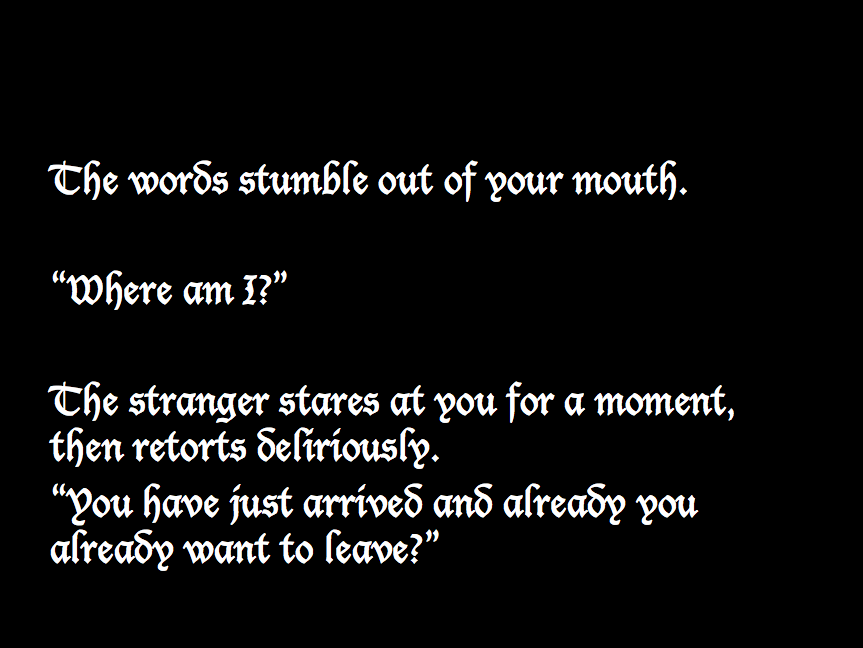 The words stumble out of your mouth.
“Where am I?”
The stranger stares at you for a moment,
then retorts deliriously.
“You have just arrived and already you
already want to leave?”